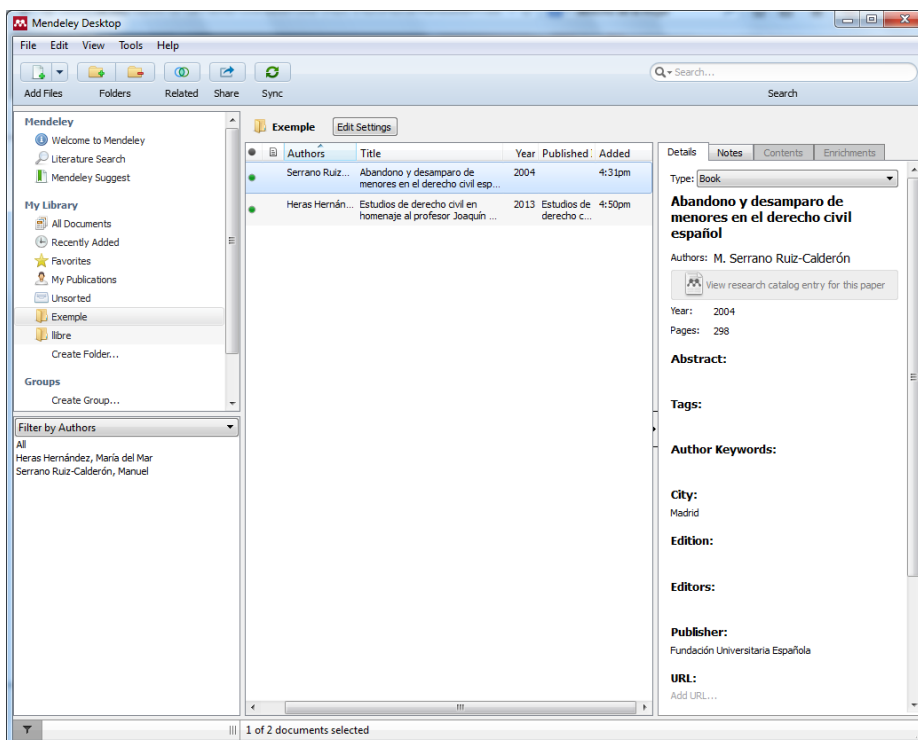 Mendeley Desktop
File Edit View Tools Help
Add Files Folders Related Share Sync
Search...
Search
Mendeley
Welcome to Mendeley
Literature Search
Mendeley Suggest
My Library
All Documents
Recently Added
Favorites
My Publications
Unsorted
Exemple
llibre
Create Folder...
Groups
Create Group...
Filter by Authors
All
Heras Hernández, María del Mar
Serrano Ruiz-Calderón, Manuel
Exemple Edit Settings
Authors Title Year Published Added
Serrano Ruiz... Abandono y desamparo de 2004 4:31pm
menores en el derecho civil esp...
Heras Hernán... Estudios de derecho civil en 2013 Estudios de 4:50pm
homenaje al profesor Joaquín ... derecho c...
Details Notes Contents Enrichments
Type: Book
Abandono y desamparo de
menores en el derecho civil
español
Authors: M. Serrano Ruiz-Calderón
View research catalog entry for this paper
Year: 2004
Pages: 298
Abstract:
Tags:
Author Keywords:
City:
Madrid
Edition:
Editors:
Publisher:
Fundación Universitaria Española
URL:
Add URL...
1 of 2 documents selected